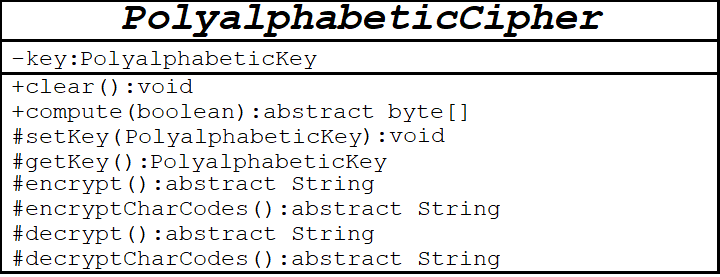 PolyalphabeticCipher
-key:PolyalphabeticKey
+clear():void
+compute(boolean):abstract byte[]
#setKey(PolyalphabeticKey):void
#getKey():PolyalphabeticKey
#encrypt():abstract String
#encryptCharCodes():abstract String
#decrypt():abstract String
#decryptCharCodes():abstract String